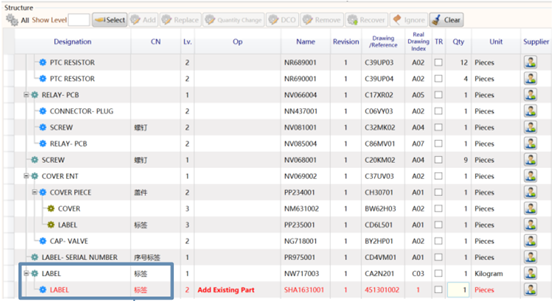 Structure
All Show Level Select Add Replace Quantity Change DCO Remove Recover Ignore Clear
Designation CN Lv. Op Name Revision Drawing /Reference Real Drawing Index TR Qty Unit Supplier
PTC RESISTOR 2 NR689001 1 C39UP03 A02 12 Pieces
PTC RESISTOR 2 NR690001 1 C39UP04 A02 4 Pieces
RELAY- PCB 1 NV066004 1 C17XR02 A05 1 Pieces
CONNECTOR- PLUG 2 NN437001 1 C06VY03 A02 1 Pieces
SCREW 螺钉 2 NV081001 1 C32MK02 A04 1 Pieces
RELAY- PCB 2 NV085004 1 C86MV01 A07 1 Pieces
SCREW 螺钉 1 NV068001 1 C20KM02 A04 9 Pieces
COVER ENT 1 NV069002 1 C37UV03 A02 1 Pieces
COVER PIECE 盖件 2 PP234001 1 CH30701 A01 1 Pieces
COVER 3 NM631002 1 BW62H03 A02 1 Pieces
LABEL 标签 3 PP235001 1 CD6L501 A01 1 Pieces
CAP- VALVE 2 NG718001 1 BY2HP01 A02 1 Pieces
LABEL- SERIAL NUMBER 序号标签 1 PR975001 1 CD4VM01 A01 1 Pieces
LABEL 标签 1 NW717003 1 CA2N201 C03 1 Kilogram
LABEL 标签 2 Add Existing Part SHA1631001 1 451301002 1 1 Pieces